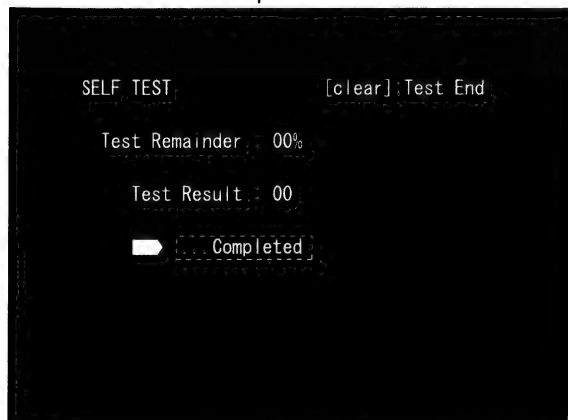 SELF TEST [clear]:Test End
Test Remainder : 00%
Test Result : 00
Completed